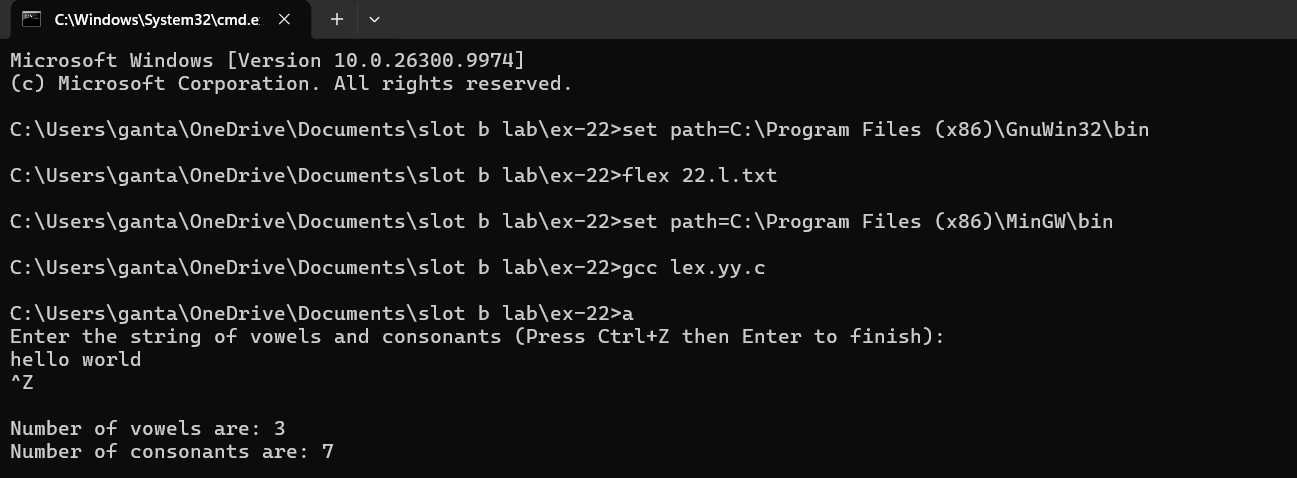 C:\Windows\System32\cmd.e
Microsoft Windows [Version 10.0.26300.9974]
(c) Microsoft Corporation. All rights reserved.
C:\Users\ganta\OneDrive\Documents\slot b lab\ex-22>set path=C:\Program Files (x86)\GnuWin32\bin
C:\Users\ganta\OneDrive\Documents\slot b lab\ex-22>flex 22.l.txt
C:\Users\ganta\OneDrive\Documents\slot b lab\ex-22>set path=C:\Program Files (x86)\MinGW\bin
C:\Users\ganta\OneDrive\Documents\slot b lab\ex-22>gcc lex.yy.c
C:\Users\ganta\OneDrive\Documents\slot b lab\ex-22>a
Enter the string of vowels and consonants (Press Ctrl+Z then Enter to finish):
hello world
^Z
Number of vowels are: 3
Number of consonants are: 7